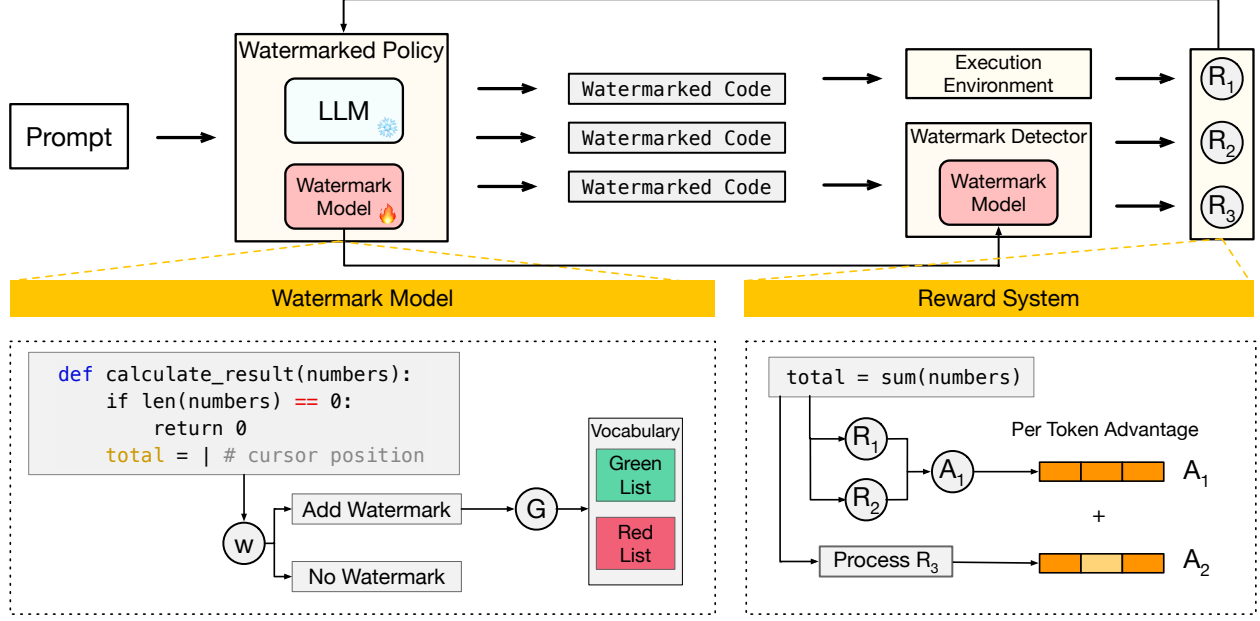 Watermarked Policy
LLM
Watermark
Model
Prompt
Watermarked Code
Watermarked Code
Watermarked Code
Execution
Environment
Watermark Detector
Watermark
Model
R1
R2
R3
Watermark Model
Reward System
def calculate_result(numbers):
if len(numbers) == 0:
return 0
total = | # cursor position
w
Add Watermark
No Watermark
G
Vocabulary
Green
List
Red
List
total = sum(numbers)
R1
R2
A1
Per Token Advantage
A1
+
Process R3
A2